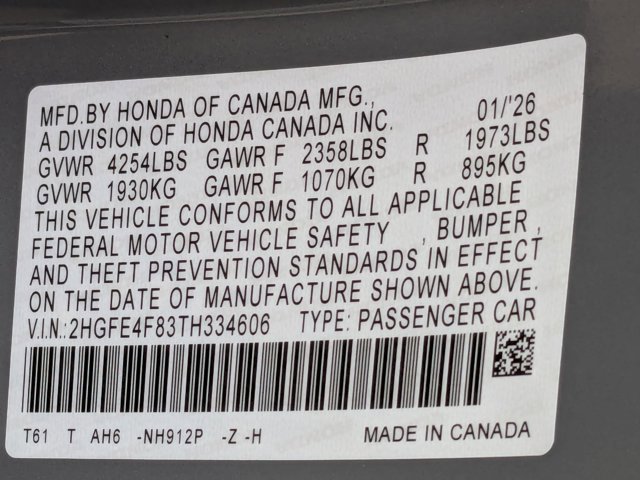 MFD.BY HONDA OF CANADA MFG., 01/'26
A DIVISION OF HONDA CANADA INC.
GVWR 4254LBS GAWR F 2358LBS R 1973LBS
GVWR 1930KG GAWR F 1070KG R 895KG
THIS VEHICLE CONFORMS TO ALL APPLICABLE
FEDERAL MOTOR VEHICLE SAFETY , BUMPER ,
AND THEFT PREVENTION STANDARDS IN EFFECT
ON THE DATE OF MANUFACTURE SHOWN ABOVE.
V.I.N.:2HGFE4F83TH334606 TYPE: PASSENGER CAR
T61 T AH6 -NH912P -Z -H MADE IN CANADA